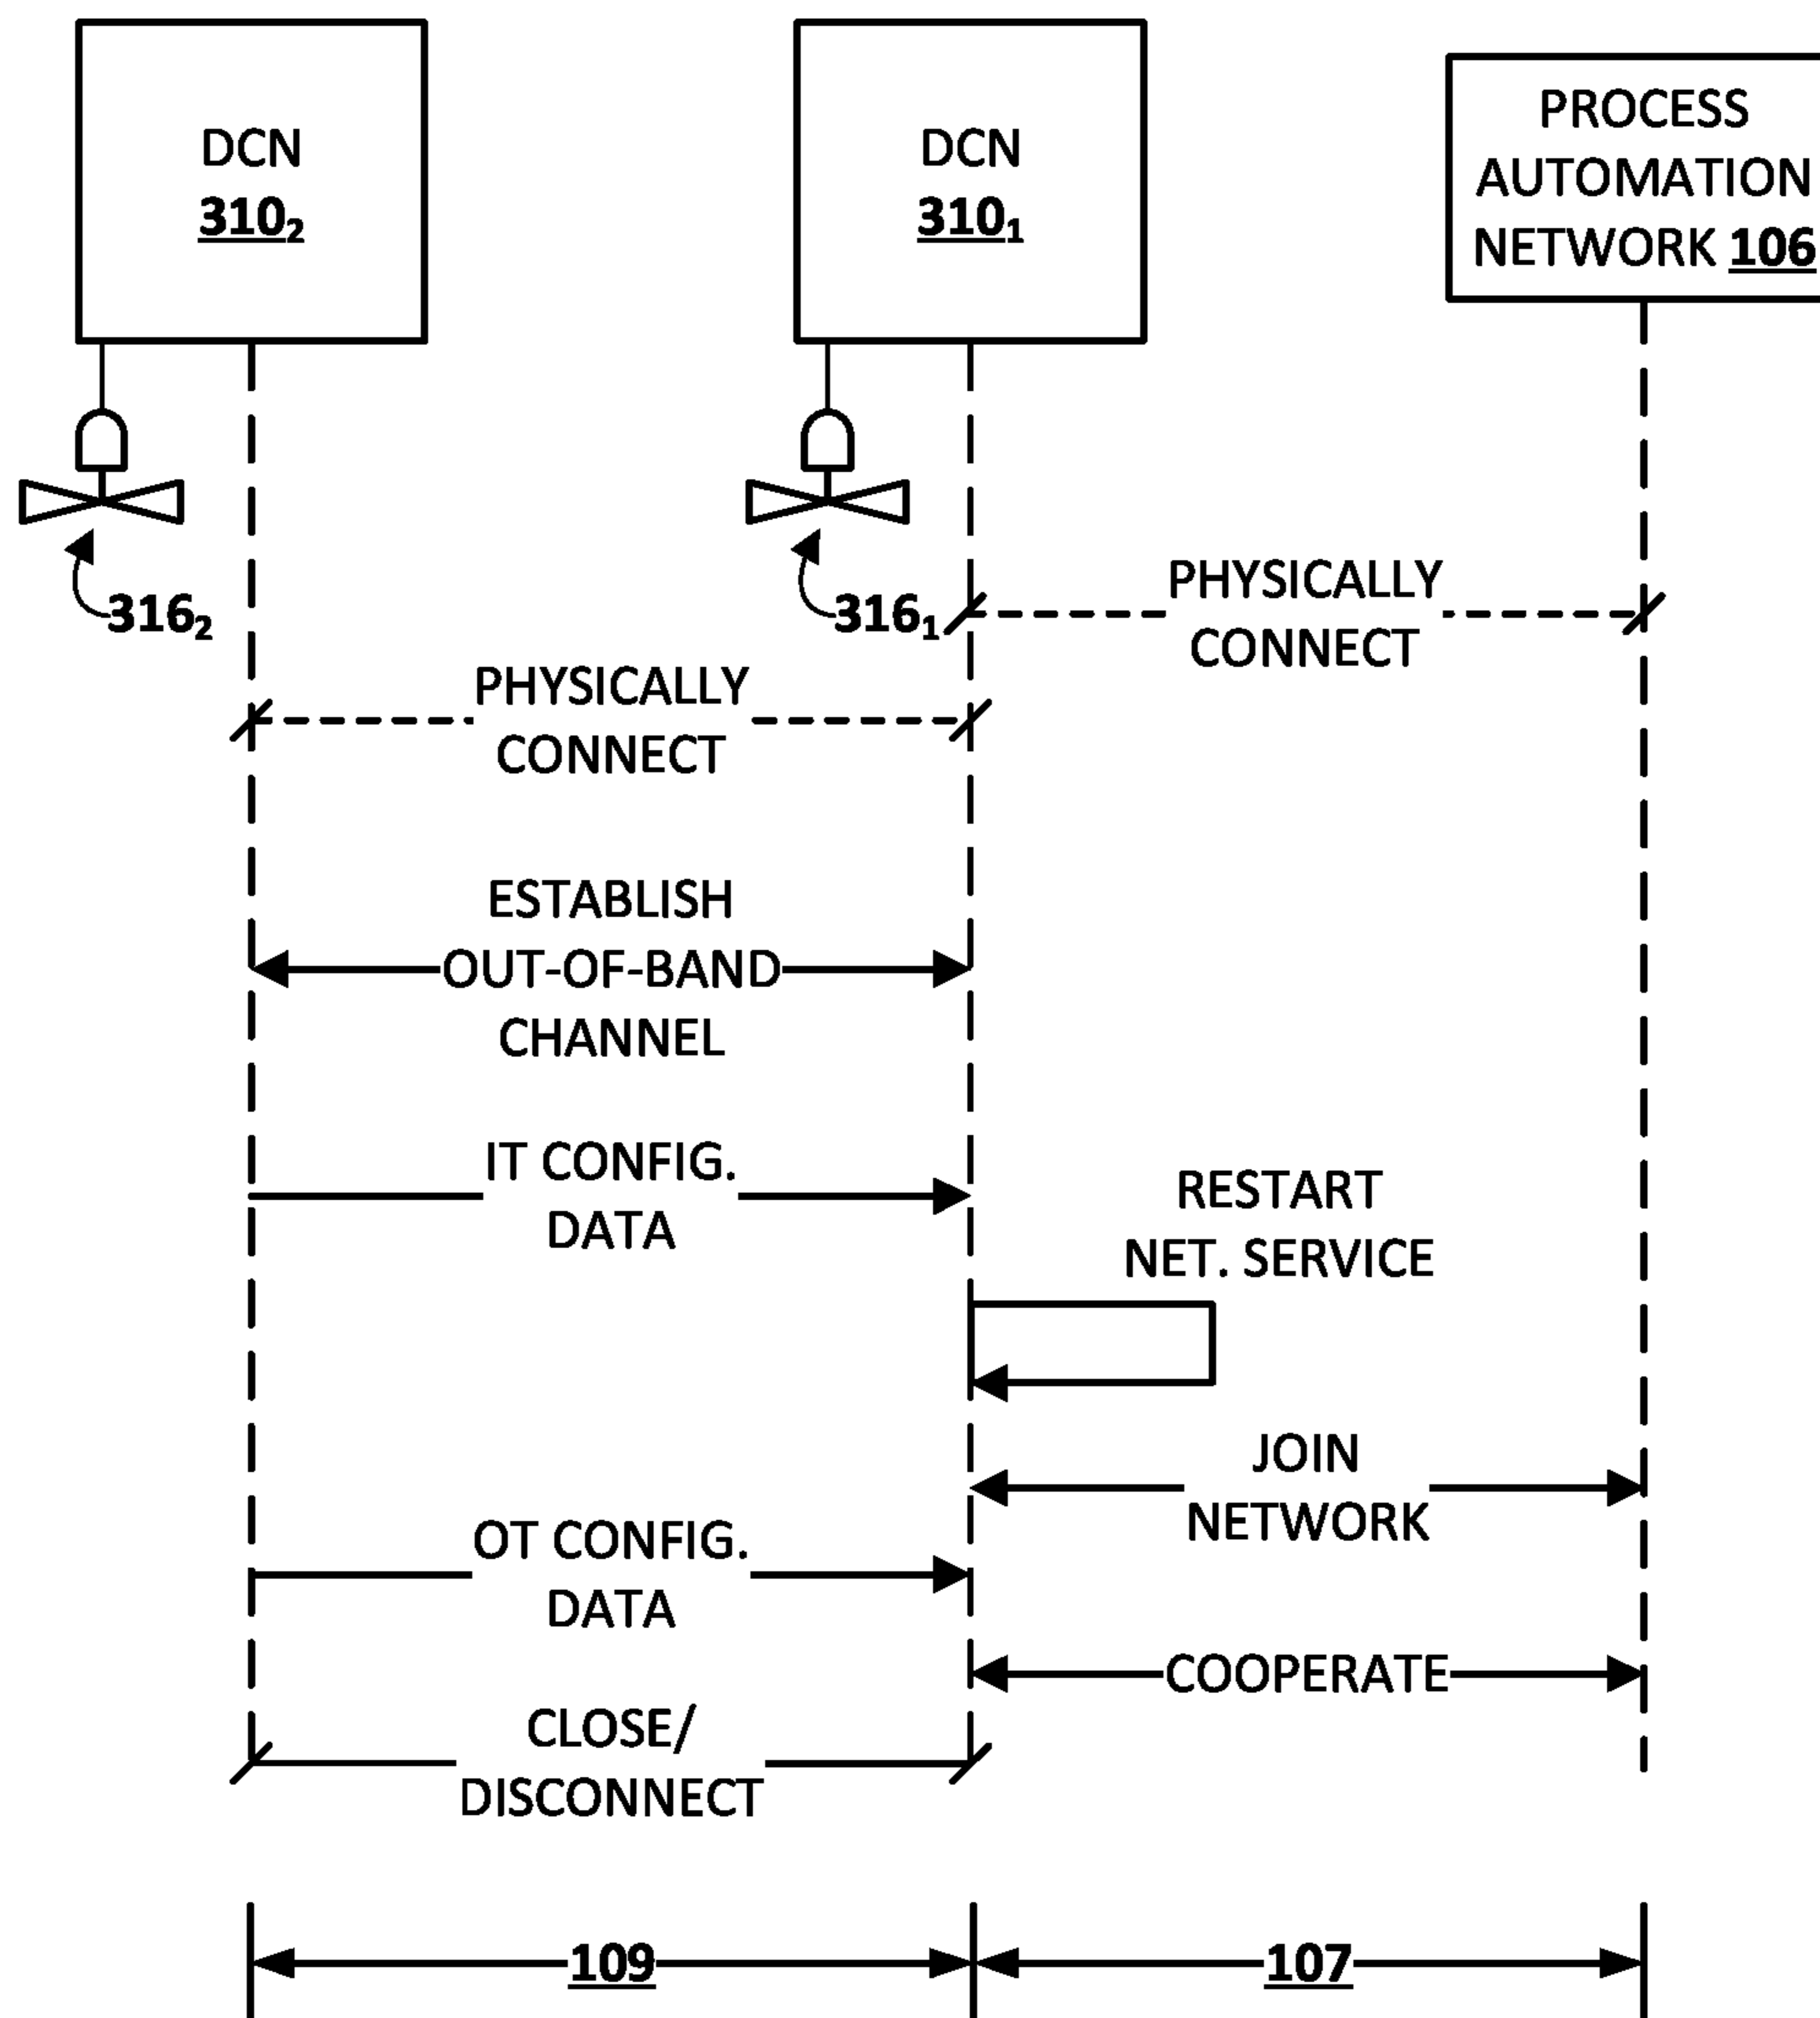 DCN
310₂
DCN
310₁
PROCESS
AUTOMATION
NETWORK 106
316₂
316₁
PHYSICALLY
CONNECT
PHYSICALLY
CONNECT
ESTABLISH
OUT-OF-BAND
CHANNEL
IT CONFIG.
DATA
RESTART
NET. SERVICE
JOIN
NETWORK
OT CONFIG.
DATA
COOPERATE
CLOSE/
DISCONNECT
109
107